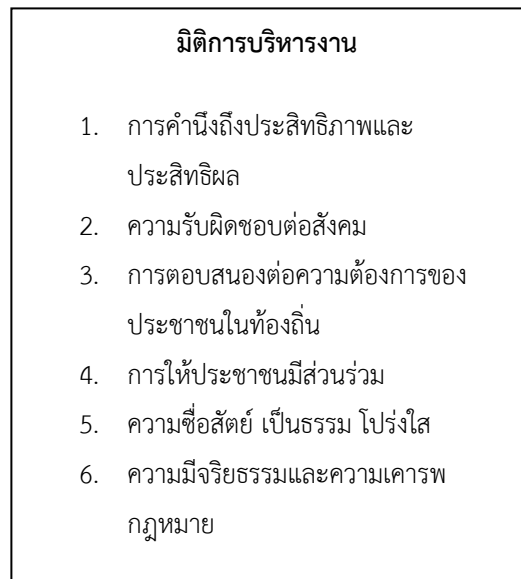 มิติการบริหารงาน
1. การคำนึงถึงประสิทธิภาพและ
ประสิทธิผล
2. ความรับผิดชอบต่อสังคม
3. การตอบสนองต่อความต้องการของ
ประชาชนในท้องถิ่น
4. การให้ประชาชนมีส่วนร่วม
5. ความซื่อสัตย์ เป็นธรรม โปร่งใส
6. ความมีจริยธรรมและความเคารพ
กฎหมาย